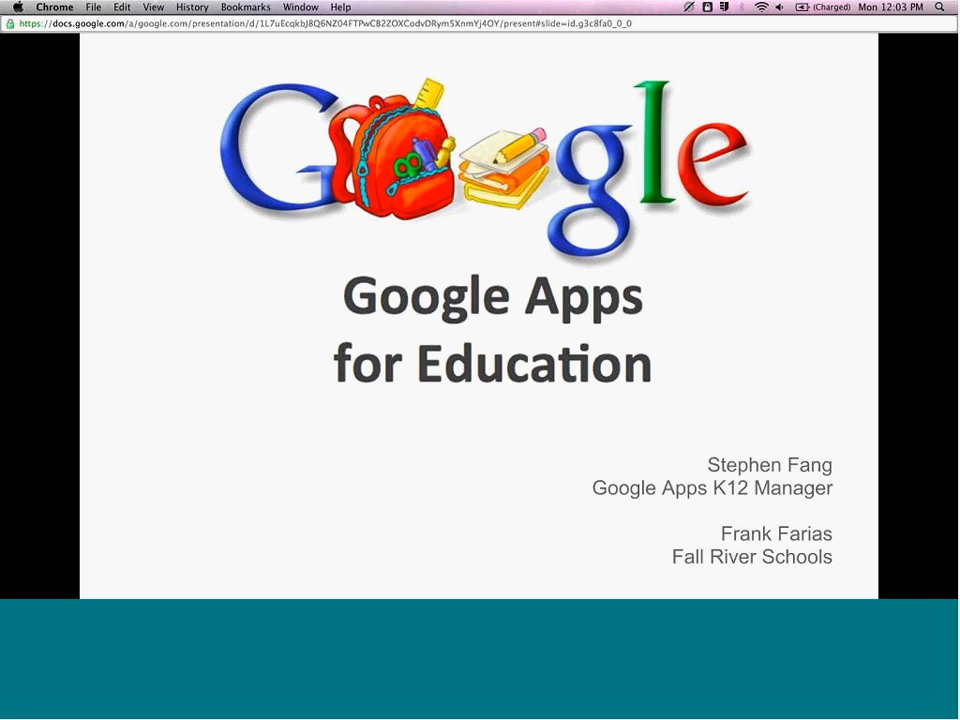 Chrome File Edit View History Bookmarks Window Help (Charged) Mon 12:03 PM
https://docs.google.com/a/google.com/presentation/d/1L7uEcqkbJ8Q6NZ04FTPwCB2ZOXCodvDRym5XnmYj4OY/present#slide=id.g3c8fa0_0_0
Google
Google Apps
for Education
Stephen Fang
Google Apps K12 Manager
Frank Farias
Fall River Schools